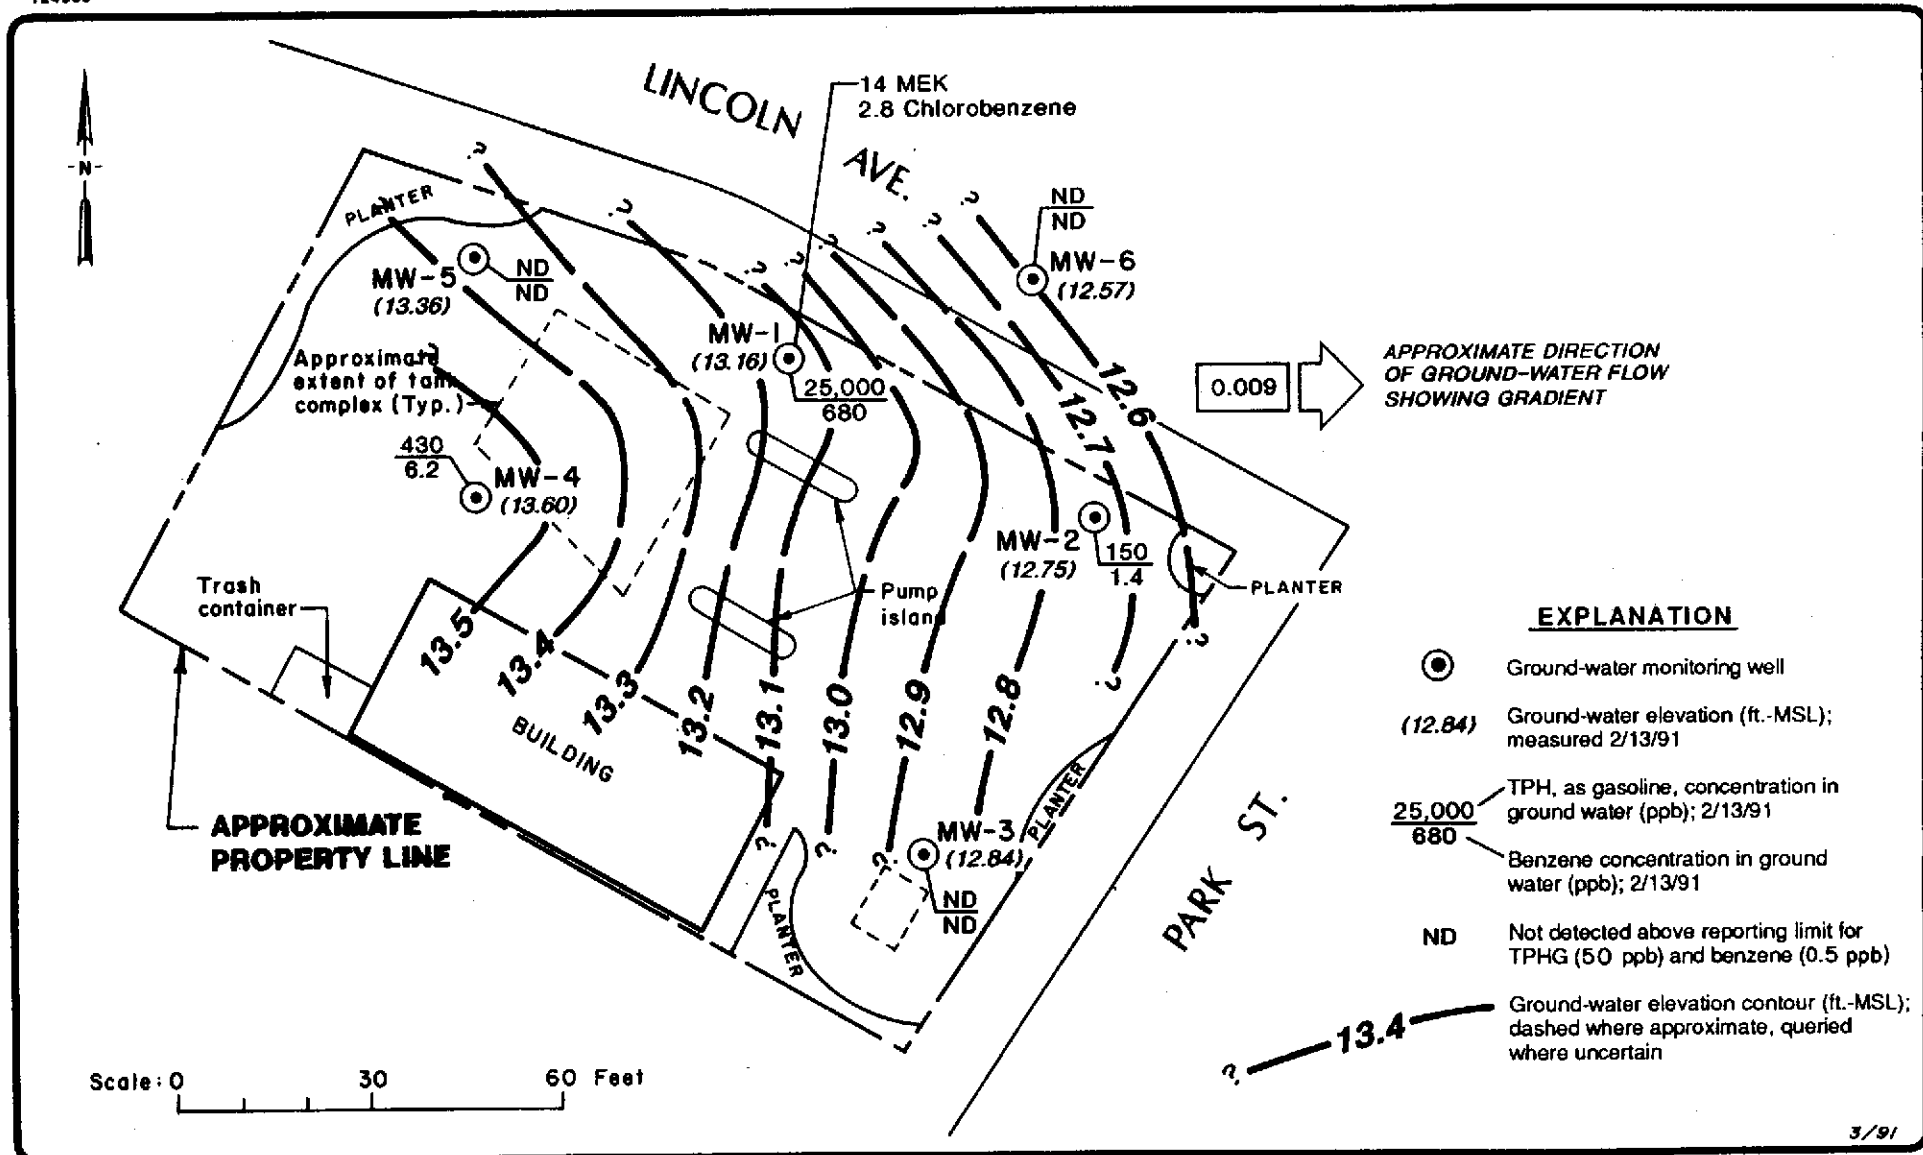 -N-
LINCOLN
AVE.
14 MEK
2.8 Chlorobenzene
?
?
?
?
?
?
?
?
?
?
?
PLANTER
MW-5
(13.36)
ND
ND
MW-1
(13.16)
25,000
680
ND
ND
MW-6
(12.57)
Approximate
extent of tank
complex (Typ.)
430
6.2
MW-4
(13.60)
0.009
APPROXIMATE DIRECTION
OF GROUND-WATER FLOW
SHOWING GRADIENT
MW-2
(12.75)
150
1.4
PLANTER
Pump
island
Trash
container
13.5
13.4
13.3
13.2
13.1
13.0
12.9
12.8
12.7
12.6
?
?
?
?
?
BUILDING
APPROXIMATE
PROPERTY LINE
MW-3
(12.84)
ND
ND
PLANTER
PLANTER
PARK ST.
EXPLANATION
Ground-water monitoring well
(12.84) Ground-water elevation (ft.-MSL);
measured 2/13/91
25,000
680
TPH, as gasoline, concentration in
ground water (ppb); 2/13/91
Benzene concentration in ground
water (ppb); 2/13/91
ND Not detected above reporting limit for
TPHG (50 ppb) and benzene (0.5 ppb)
? 13.4 Ground-water elevation contour (ft.-MSL);
dashed where approximate, queried
where uncertain
Scale: 0 30 60 Feet
3/91